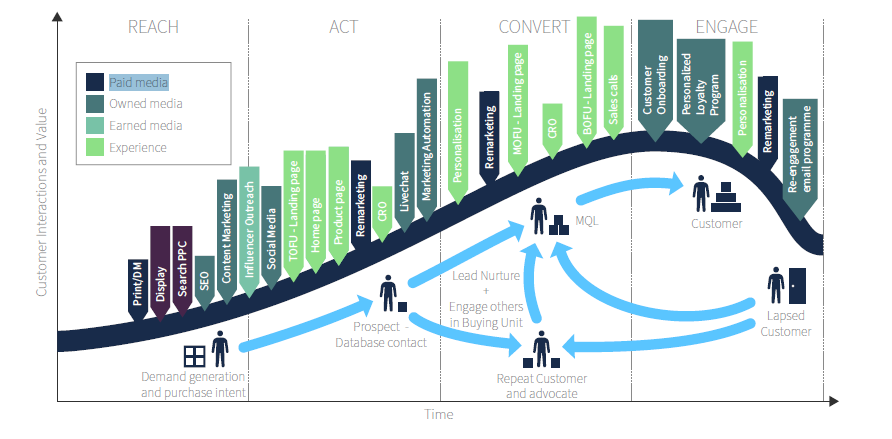 REACH
ACT
CONVERT
ENGAGE
Paid media
Owned media
Earned media
Experience
Customer Interactions and Value
Print/DM
Display
Search PPC
SEO
Content Marketing
Influencer Outreach
Social Media
TOFU - Landing page
Home page
Product page
Remarketing
CRO
Livechat
Marketing Automation
Personalisation
Remarketing
MOFU - Landing page
CRO
BOFU - Landing page
Sales calls
Customer
Onboarding
Personalized
Loyalty
Program
Personalisation
Remarketing
Re-engagement
email programme
MQL
Customer
Lead Nurture
+
Engage others
in Buying Unit
Prospect -
Database contact
Lapsed
Customer
Demand generation
and purchase intent
Repeat Customer
and advocate
Time